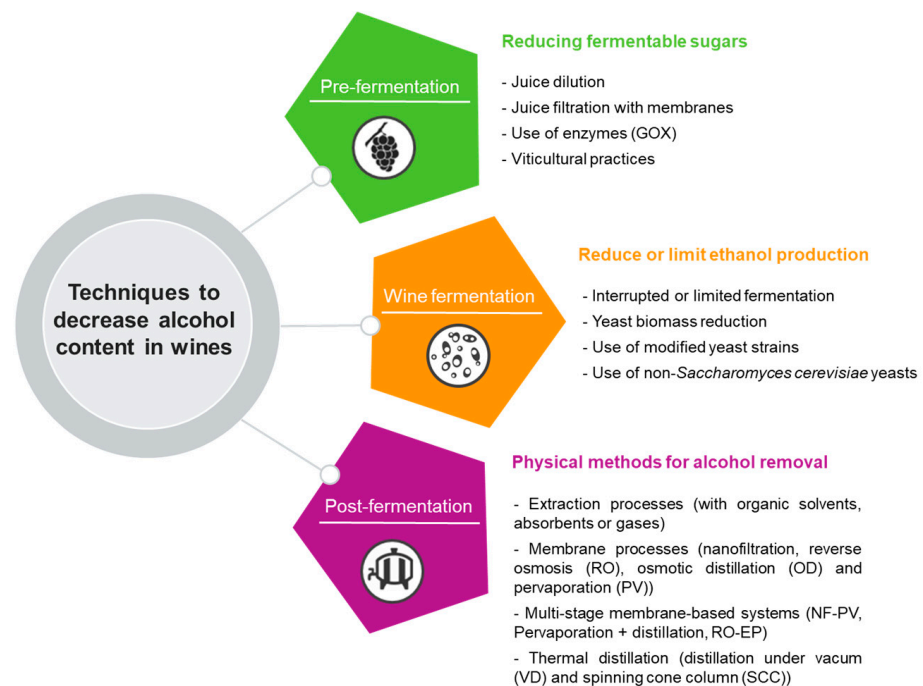 Techniques to
decrease alcohol
content in wines
Pre-fermentation
Reducing fermentable sugars
- Juice dilution
- Juice filtration with membranes
- Use of enzymes (GOX)
- Viticultural practices
Wine fermentation
Reduce or limit ethanol production
- Interrupted or limited fermentation
- Yeast biomass reduction
- Use of modified yeast strains
- Use of non-Saccharomyces cerevisiae yeasts
Post-fermentation
Physical methods for alcohol removal
- Extraction processes (with organic solvents,
absorbents or gases)
- Membrane processes (nanofiltration, reverse
osmosis (RO), osmotic distillation (OD) and
pervaporation (PV))
- Multi-stage membrane-based systems (NF-PV,
Pervaporation + distillation, RO-EP)
- Thermal distillation (distillation under vacum
(VD) and spinning cone column (SCC))